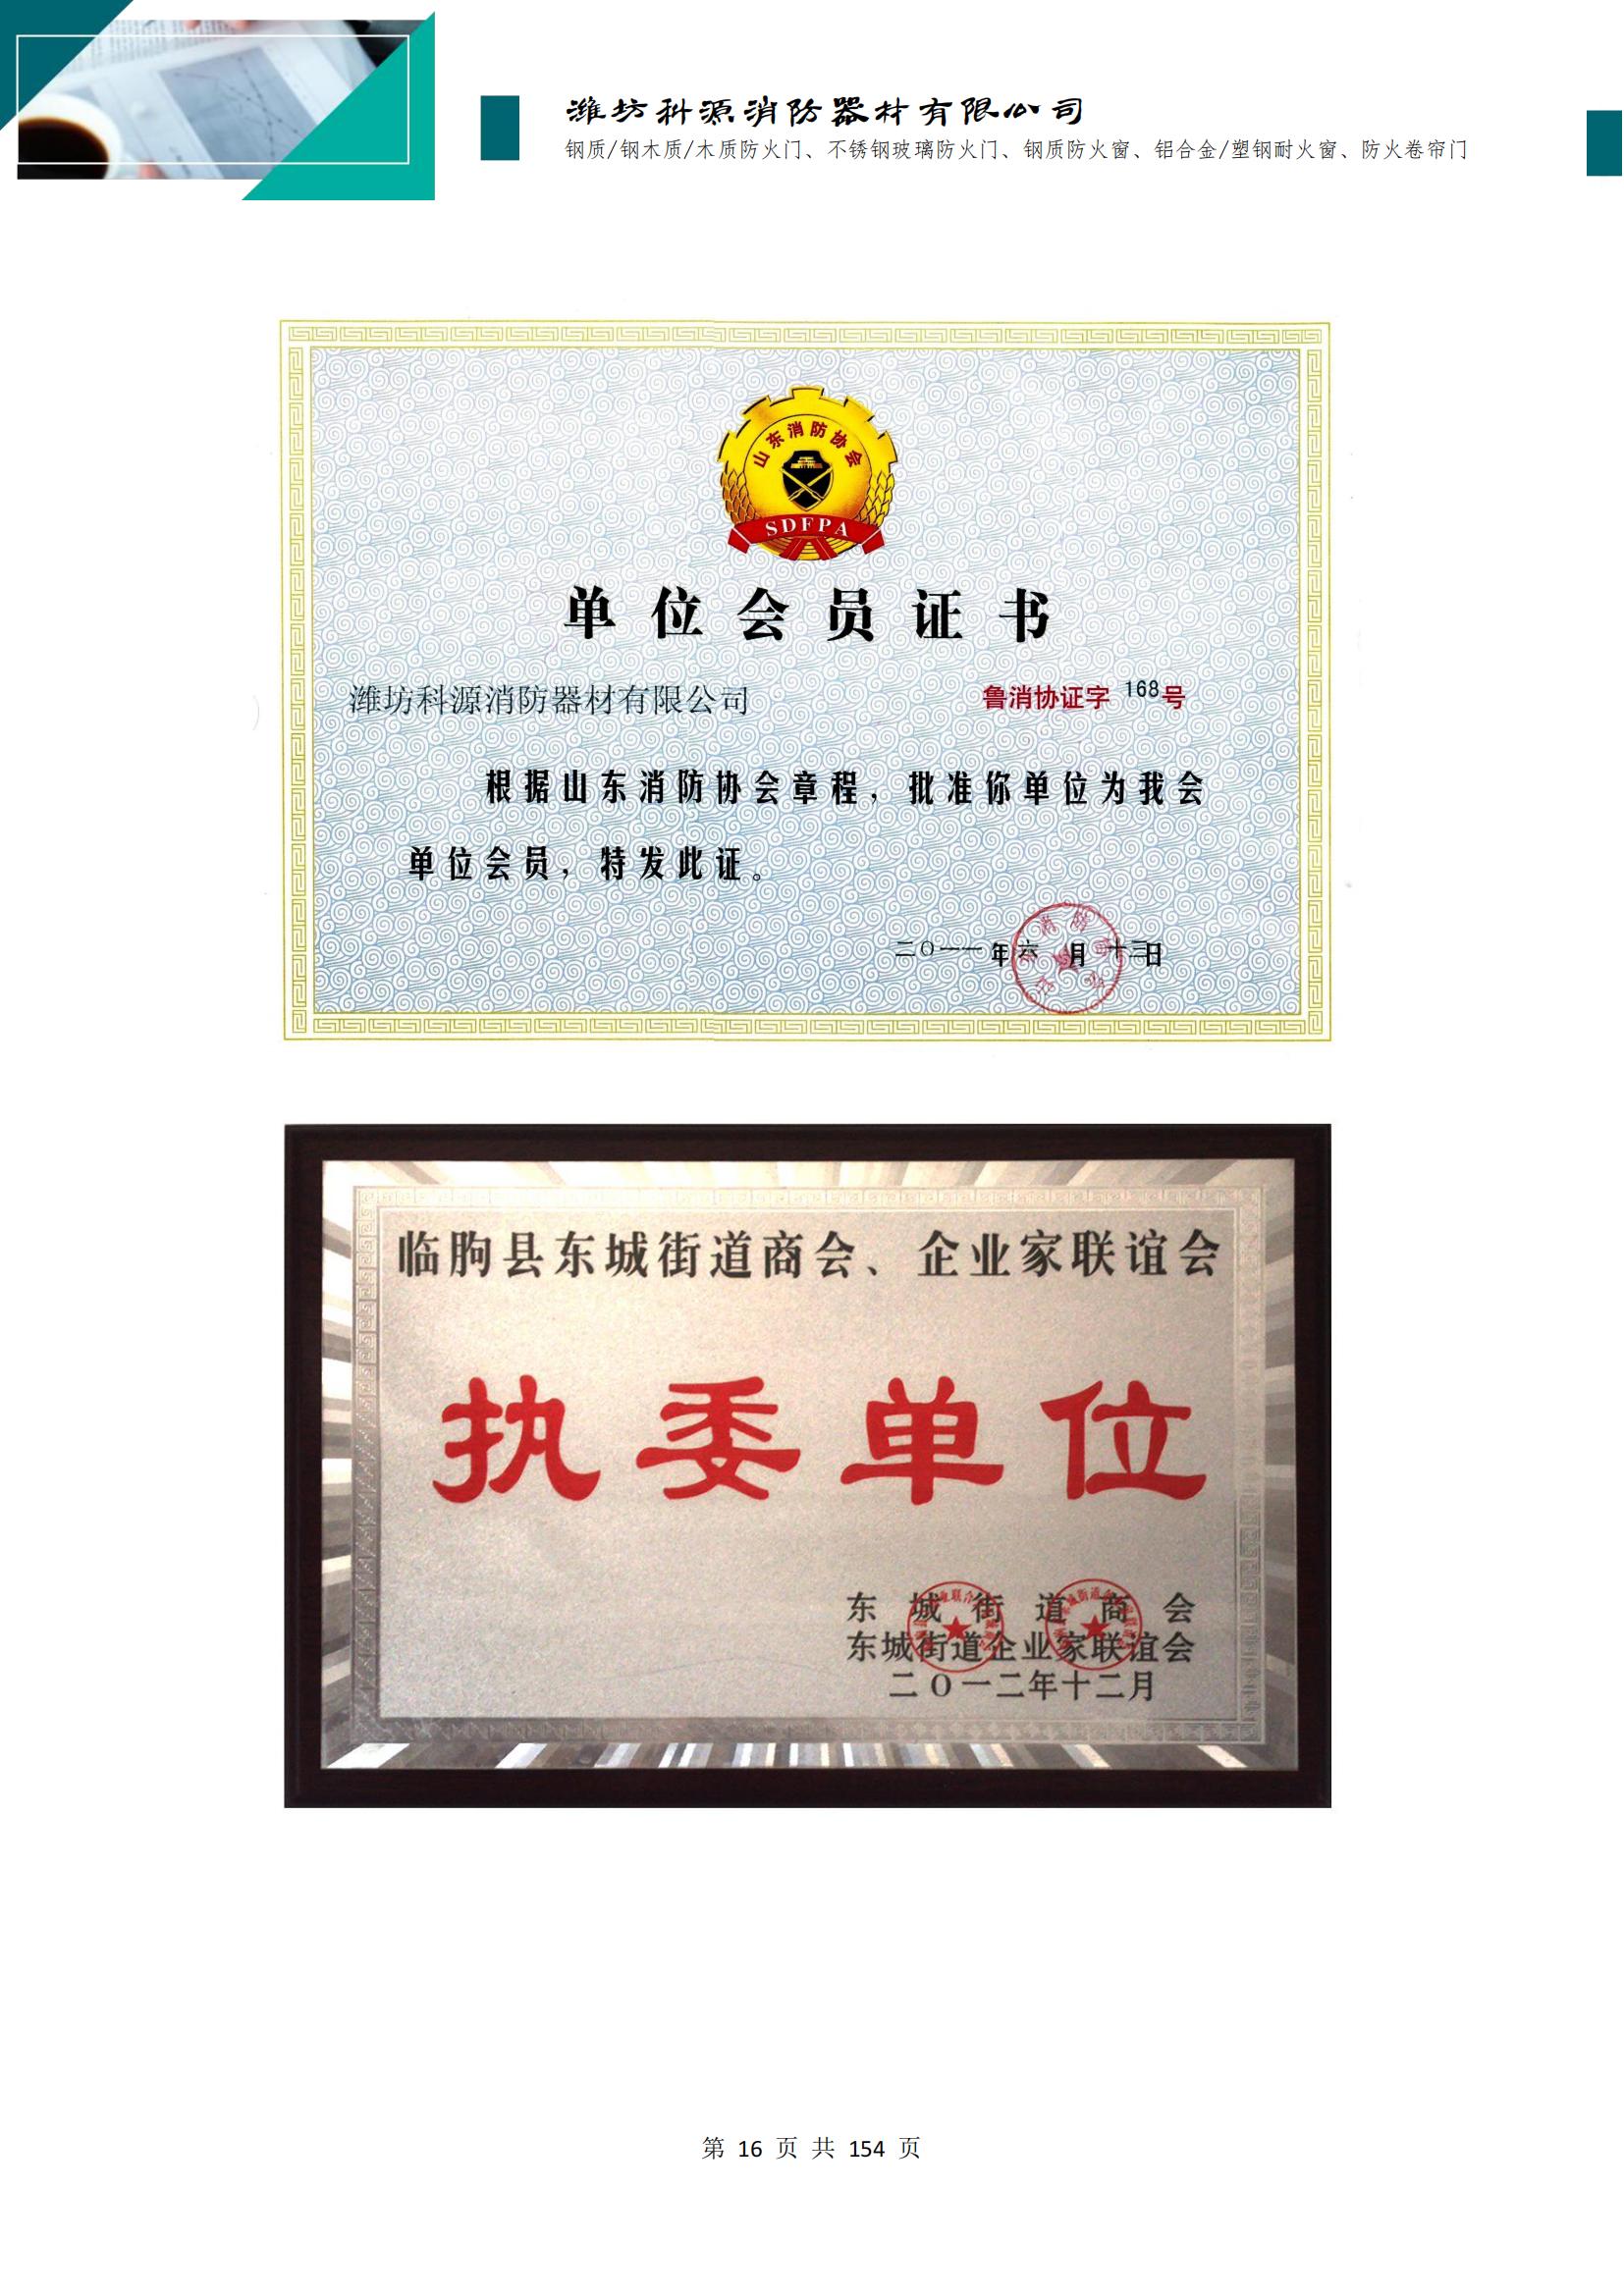 潍坊科源消防器材有限公司
钢质/钢木质/木质防火门、不锈钢玻璃防火门、钢质防火窗、铝合金/塑钢耐火窗、防火卷帘门
山东消防协会
SDFPA
单位会员证书
潍坊科源消防器材有限公司
鲁消协证字 168号
根据山东消防协会章程，批准你单位为我会
单位会员，特发此证。
二〇一一年六月十三日
临朐县东城街道商会、企业家联谊会
执委单位
东城街道商会
东城街道企业家联谊会
二〇一二年十二月
第 16 页 共 154 页